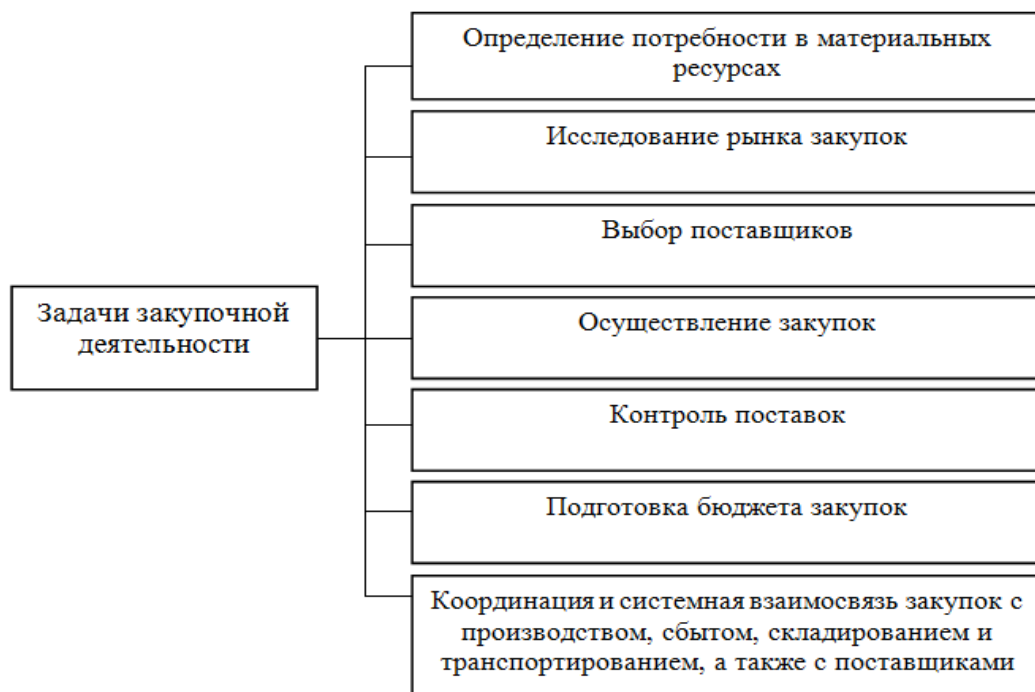 Определение потребности в материальных
ресурсах
Исследование рынка закупок
Выбор поставщиков
Задачи закупочной
деятельности
Осуществление закупок
Контроль поставок
Подготовка бюджета закупок
Координация и системная взаимосвязь закупок с
производством, сбытом, складированием и
транспортированием, а также с поставщиками